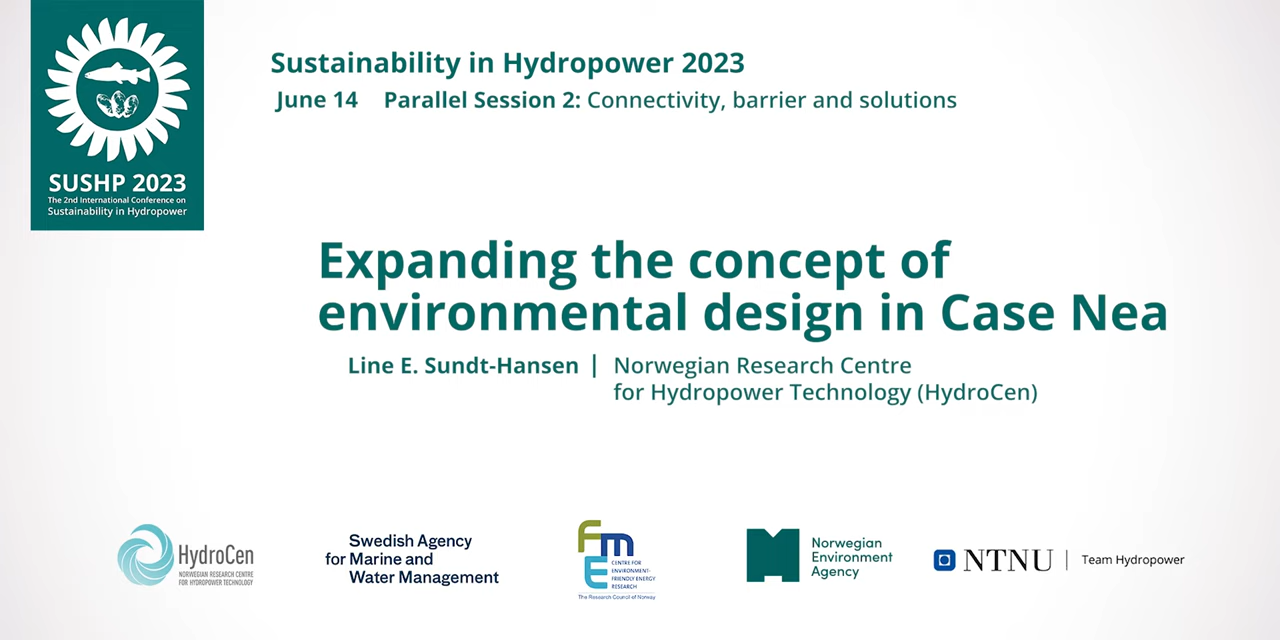 SUSHP 2023
The 2nd International Conference on
Sustainability in Hydropower
Sustainability in Hydropower 2023
June 14 Parallel Session 2: Connectivity, barrier and solutions
Expanding the concept of
environmental design in Case Nea
Line E. Sundt-Hansen | Norwegian Research Centre
for Hydropower Technology (HydroCen)
HydroCen
NORWEGIAN RESEARCH CENTRE
FOR HYDROPOWER TECHNOLOGY
Swedish Agency
for Marine and
Water Management
fmE
CENTRE FOR
ENVIRONMENT-
FRIENDLY ENERGY
RESEARCH
The Research Council of Norway
Norwegian
Environment
Agency
NTNU | Team Hydropower